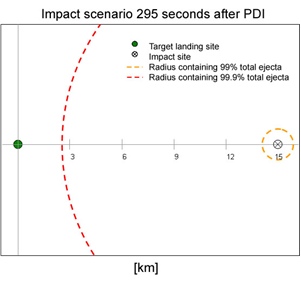 Impact scenario 295 seconds after PDI
Target landing site
Impact site
Radius containing 99% total ejecta
Radius containing 99.9% total ejecta
3 6 9 12 15
[km]